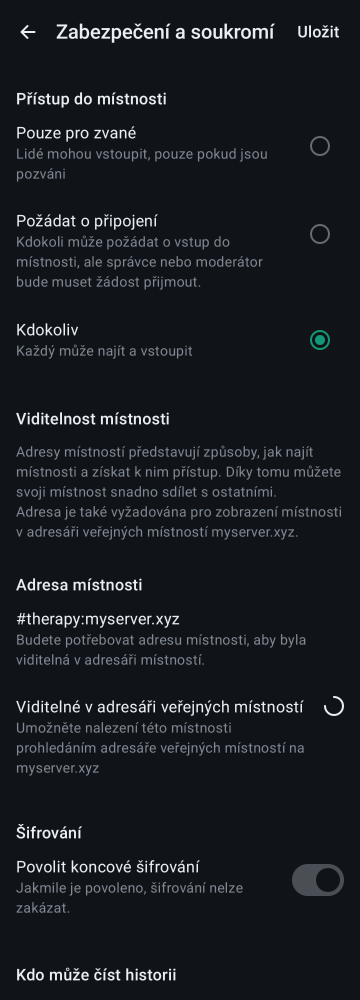 Zabezpečení a soukromí
Uložit
Přístup do místnosti
Pouze pro zvané
Lidé mohou vstoupit, pouze pokud jsou
pozváni
Požádat o připojení
Kdokoli může požádat o vstup do
místnosti, ale správce nebo moderátor
bude muset žádost přijmout.
Kdokoliv
Každý může najít a vstoupit
Viditelnost místnosti
Adresy místností představují způsoby, jak najít
místnosti a získat k nim přístup. Díky tomu můžete
svoji místnost snadno sdílet s ostatními.
Adresa je také vyžadována pro zobrazení místnosti
v adresáři veřejných místností myserver.xyz.
Adresa místnosti
#therapy:myserver.xyz
Budete potřebovat adresu místnosti, aby byla
viditelná v adresáři místností.
Viditelné v adresáři veřejných místností
Umožněte nalezení této místnosti
prohledáním adresáře veřejných místností na
myserver.xyz
Šifrování
Povolit koncové šifrování
Jakmile je povoleno, šifrování nelze
zakázat.
Kdo může číst historii